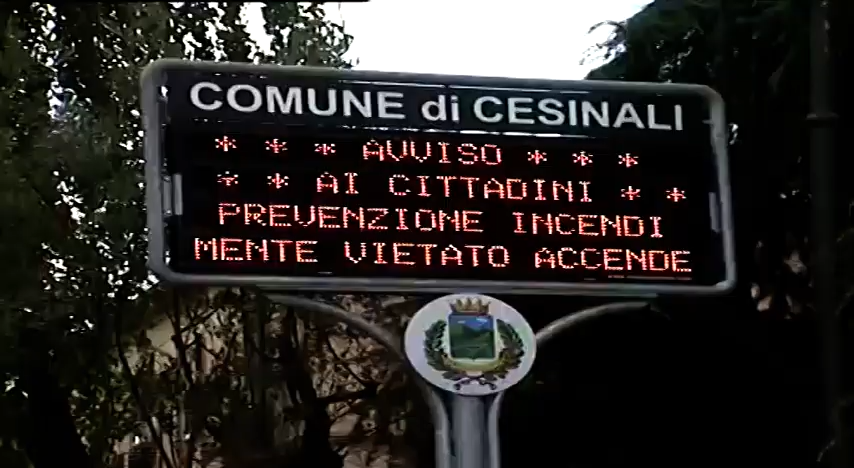 COMUNE di CESINALI
* * * AVVISO * * *
* * AI CITTADINI * *
PREVENZIONE INCENDI
MENTE VIETATO ACCENDE